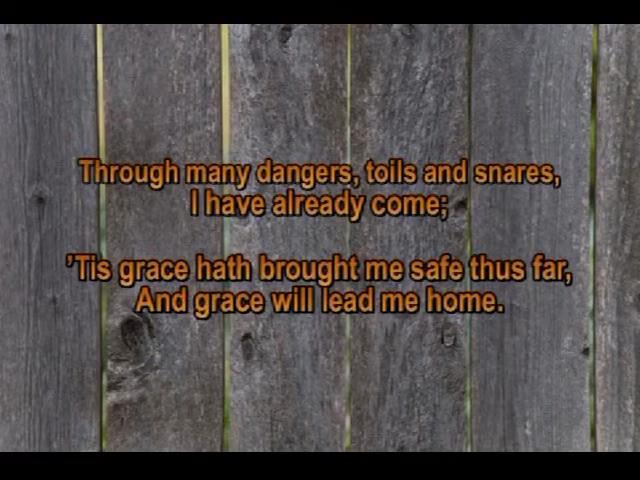 Through many dangers, toils and snares,
I have already come;
’Tis grace hath brought me safe thus far,
And grace will lead me home.